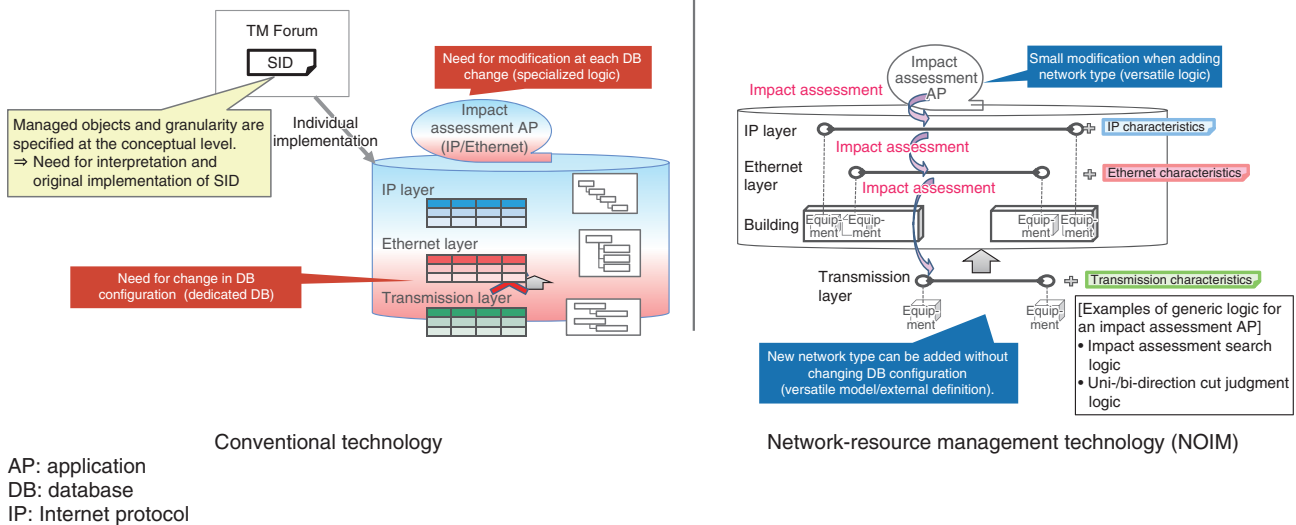 TM Forum
SID
Managed objects and granularity are
specified at the conceptual level.
⇒ Need for interpretation and
original implementation of SID
Individual
implementation
Need for modification at each DB
change (specialized logic)
Impact
assessment AP
(IP/Ethernet)
IP layer
Ethernet layer
Need for change in DB
configuration (dedicated DB)
Transmission layer
Conventional technology
Impact
assessment
AP
Small modification when adding
network type (versatile logic)
Impact assessment
IP layer
IP characteristics
Impact assessment
Ethernet
layer
Ethernet characteristics
Impact assessment
Building
Equip-
ment
Equip-
ment
Equip-
ment
Equip-
ment
Transmission
layer
Transmission characteristics
Equip-
ment
Equip-
ment
[Examples of generic logic for
an impact assessment AP]
• Impact assessment search
logic
• Uni-/bi-direction cut judgment
logic
New network type can be added without
changing DB configuration
(versatile model/external definition).
Network-resource management technology (NOIM)
AP: application
DB: database
IP: Internet protocol